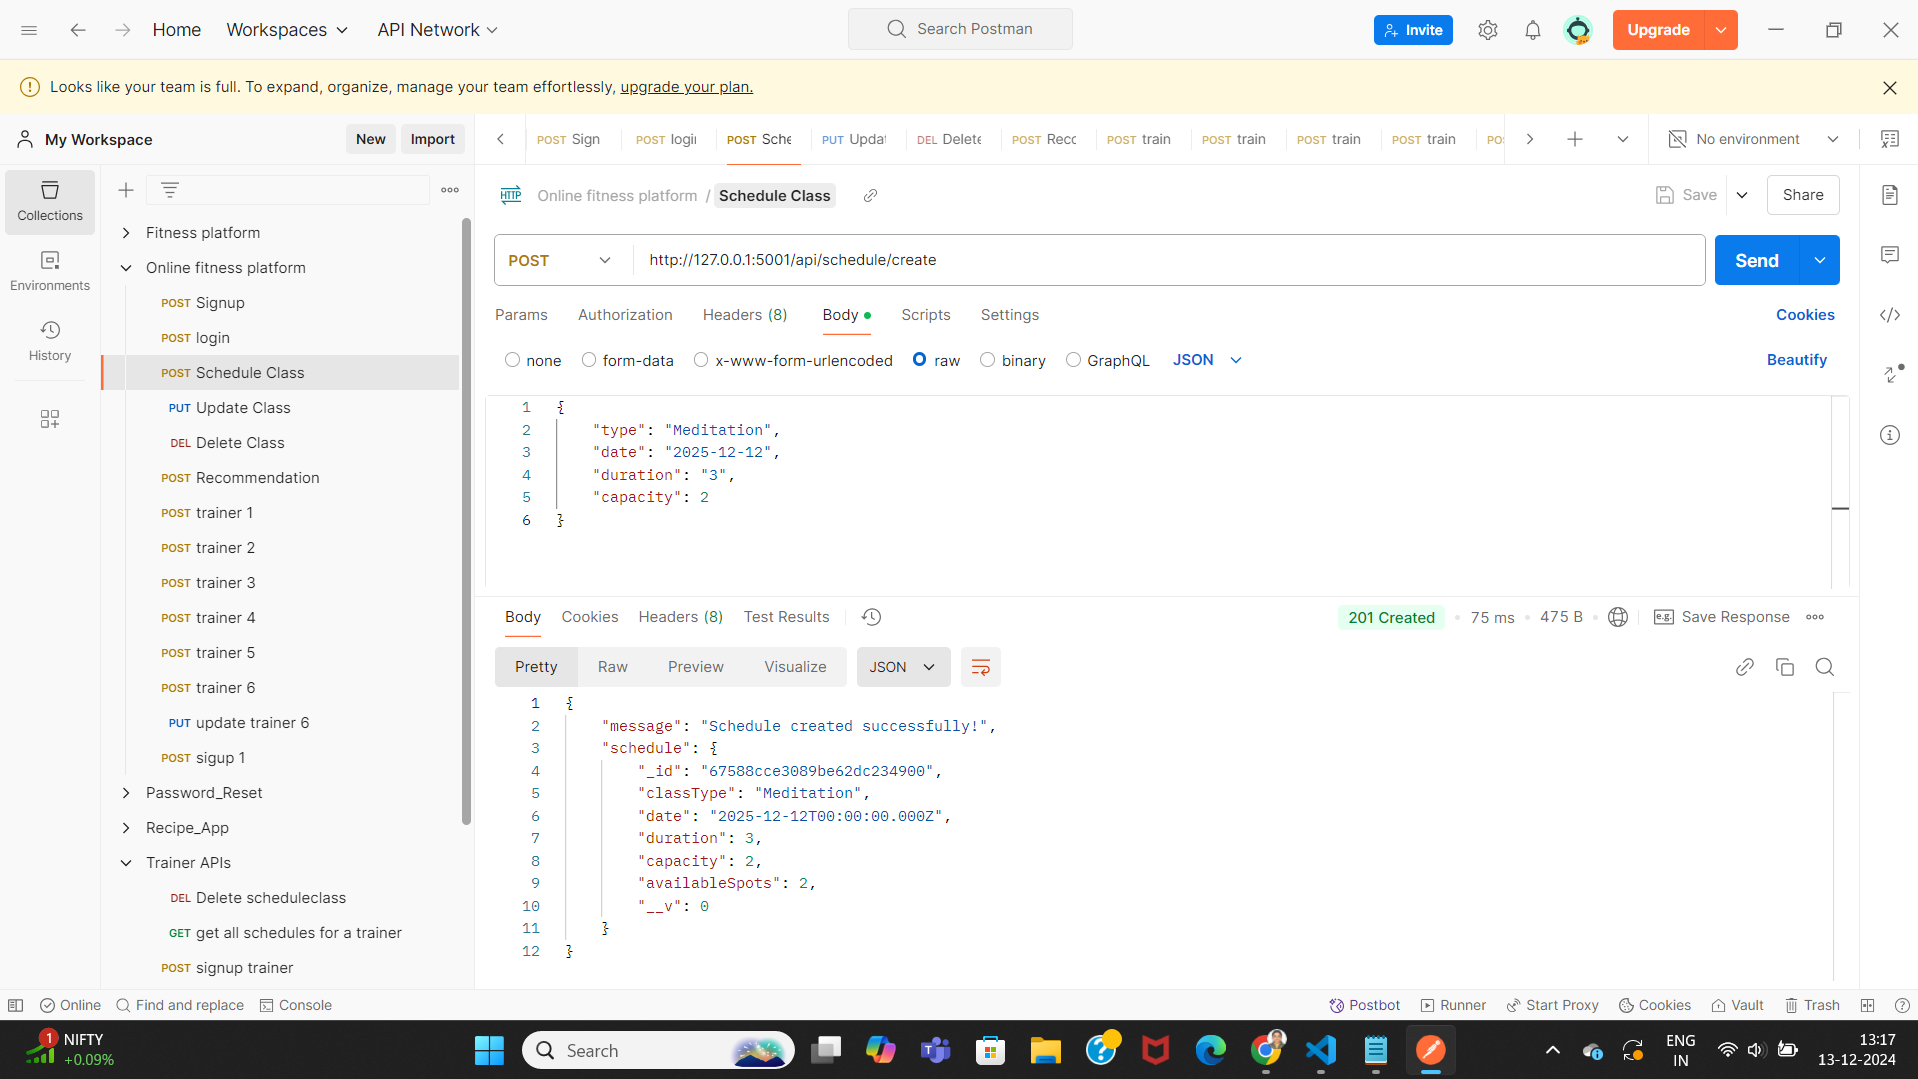 Home
Workspaces
API Network
Search Postman
Invite
Upgrade
Looks like your team is full. To expand, organize, manage your team effortlessly, upgrade your plan.
My Workspace
New
Import
POST Sign
POST login
POST Sche
PUT Updat
DEL Delete
POST Reco
POST train
POST train
POST train
POST train
PO
No environment
Collections
Environments
History
Fitness platform
Online fitness platform
POST Signup
POST login
POST Schedule Class
PUT Update Class
DEL Delete Class
POST Recommendation
POST trainer 1
POST trainer 2
POST trainer 3
POST trainer 4
POST trainer 5
POST trainer 6
PUT update trainer 6
POST sigup 1
Password_Reset
Recipe_App
Trainer APIs
DEL Delete scheduleclass
GET get all schedules for a trainer
POST signup trainer
HTTP Online fitness platform / Schedule Class
Save
Share
POST
http://127.0.0.1:5001/api/schedule/create
Send
Params
Authorization
Headers (8)
Body
Scripts
Settings
Cookies
none
form-data
x-www-form-urlencoded
raw
binary
GraphQL
JSON
Beautify
1 {
2 "type": "Meditation",
3 "date": "2025-12-12",
4 "duration": "3",
5 "capacity": 2
6 }
Body
Cookies
Headers (8)
Test Results
201 Created
75 ms
475 B
e.g. Save Response
Pretty
Raw
Preview
Visualize
JSON
1 {
2 "message": "Schedule created successfully!",
3 "schedule": {
4 "_id": "67588cce3089be62dc234900",
5 "classType": "Meditation",
6 "date": "2025-12-12T00:00:00.000Z",
7 "duration": 3,
8 "capacity": 2,
9 "availableSpots": 2,
10 "__v": 0
11 }
12 }
Online
Find and replace
Console
Postbot
Runner
Start Proxy
Cookies
Vault
Trash
1
NIFTY
+0.09%
Search
ENG
IN
13:17
13-12-2024